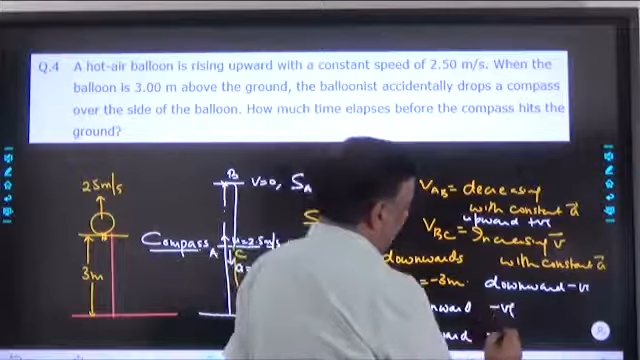 Q.4 A hot-air balloon is rising upward with a constant speed of 2.50 m/s. When the
balloon is 3.00 m above the ground, the balloonist accidentally drops a compass
over the side of the balloon. How much time elapses before the compass hits the
ground?
25m/s
3m
Compass
B V=0, SA
A u=2.5m/s
C
VAB = decreasing
with constant a⃗
upward +ve
VBC = Increasing v⃗
with constant a⃗
downwards
= -3m. downward -v
-ve